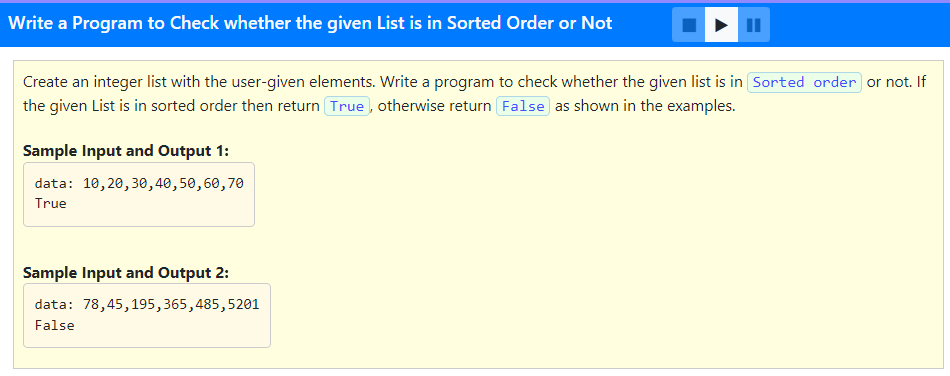 Write a Program to Check whether the given List is in Sorted Order or Not
Create an integer list with the user-given elements. Write a program to check whether the given list is in Sorted order or not. If
the given List is in sorted order then return True, otherwise return False as shown in the examples.
Sample Input and Output 1:
data: 10,20,30,40,50,60,70
True
Sample Input and Output 2:
data: 78,45,195,365,485,5201
False